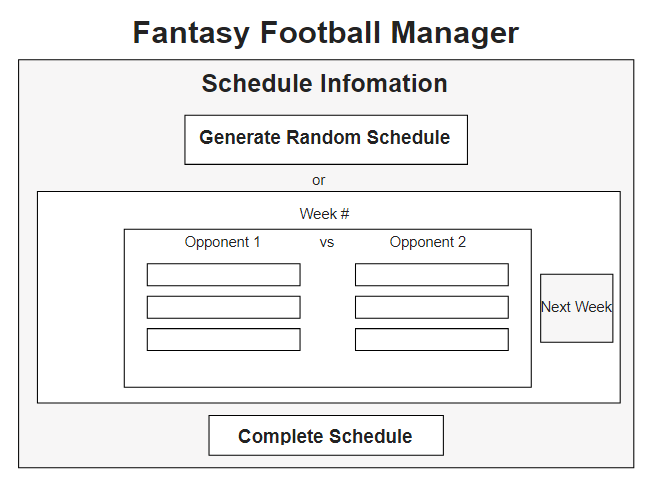 Fantasy Football Manager
Schedule Infomation
Generate Random Schedule
or
Week #
Opponent 1 vs Opponent 2
Next Week
Complete Schedule